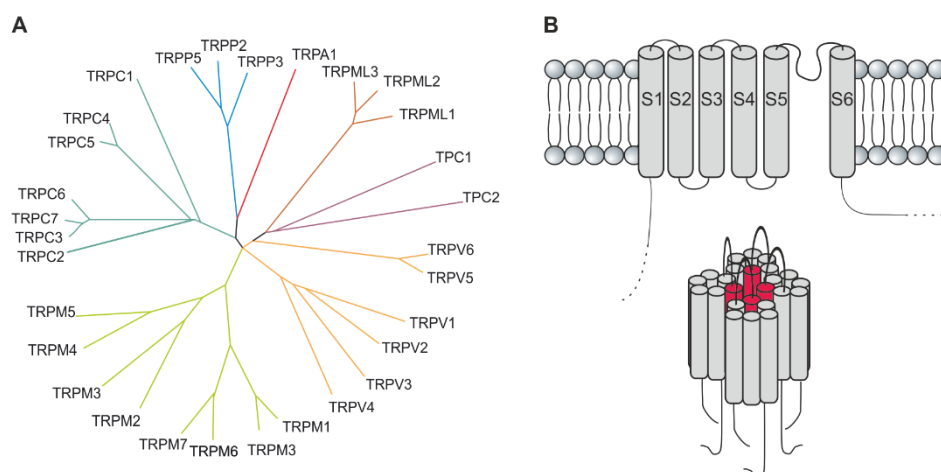 A
TRPP2
TRPP5
TRPP3
TRPA1
TRPC1
TRPML3
TRPML2
TRPML1
TRPC4
TRPC5
TPC1
TPC2
TRPC6
TRPC7
TRPC3
TRPC2
TRPV6
TRPV5
TRPM5
TRPV1
TRPM4
TRPV2
TRPM3
TRPV3
TRPM2
TRPV4
TRPM7
TRPM6
TRPM3
TRPM1
B
S1
S2
S3
S4
S5
S6